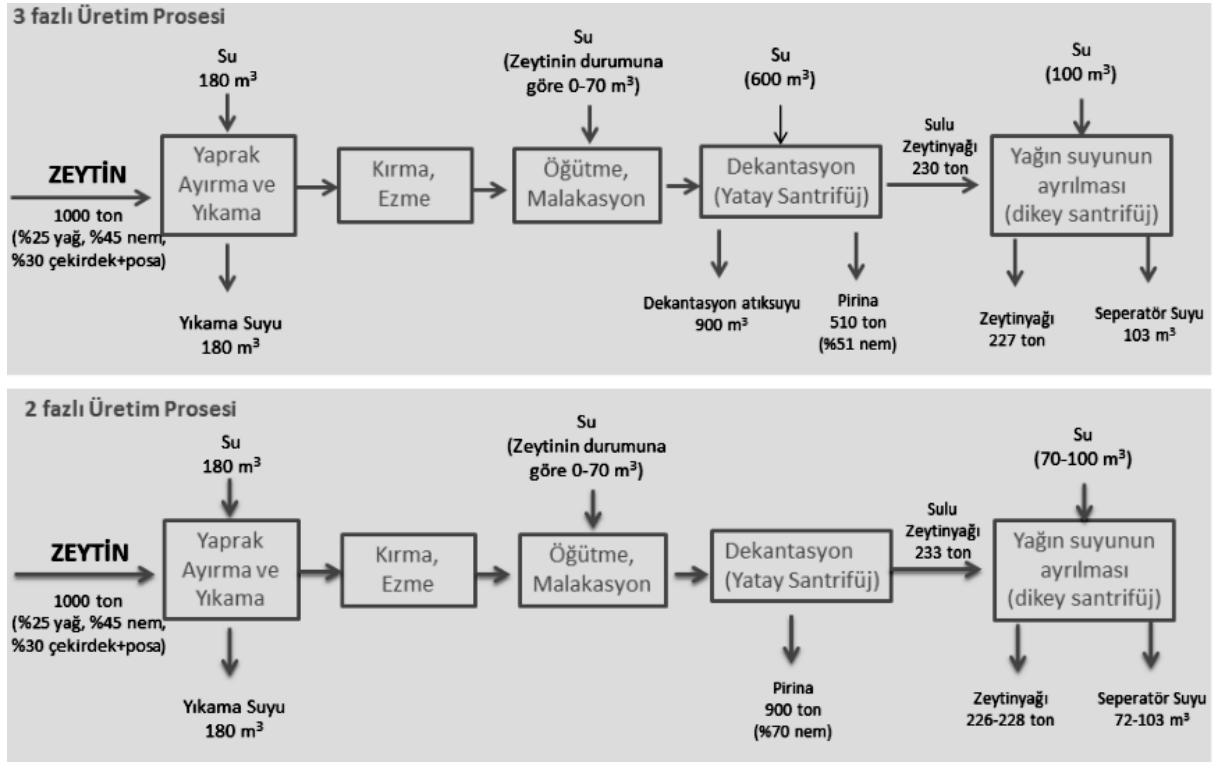 3 fazlı Üretim Prosesi
Su
180 m³
Su
(Zeytinin durumuna
göre 0-70 m³)
Su
(600 m³)
Su
(100 m³)
ZEYTİN
1000 ton
(%25 yağ, %45 nem,
%30 çekirdek+posa)
Yaprak
Ayırma ve
Yıkama
Kırma,
Ezme
Öğütme,
Malakasyon
Dekantasyon
(Yatay Santrifüj)
Sulu
Zeytinyağı
230 ton
Yağın suyunun
ayrılması
(dikey santrifüj)
Yıkama Suyu
180 m³
Dekantasyon atıksuyu
900 m³
Pirina
510 ton
(%51 nem)
Zeytinyağı
227 ton
Seperatör Suyu
103 m³
2 fazlı Üretim Prosesi
Su
180 m³
Su
(Zeytinin durumuna
göre 0-70 m³)
Su
(70-100 m³)
ZEYTİN
1000 ton
(%25 yağ, %45 nem,
%30 çekirdek+posa)
Yaprak
Ayırma ve
Yıkama
Kırma,
Ezme
Öğütme,
Malakasyon
Dekantasyon
(Yatay Santrifüj)
Sulu
Zeytinyağı
233 ton
Yağın suyunun
ayrılması
(dikey santrifüj)
Yıkama Suyu
180 m³
Pirina
900 ton
(%70 nem)
Zeytinyağı
226-228 ton
Seperatör Suyu
72-103 m³